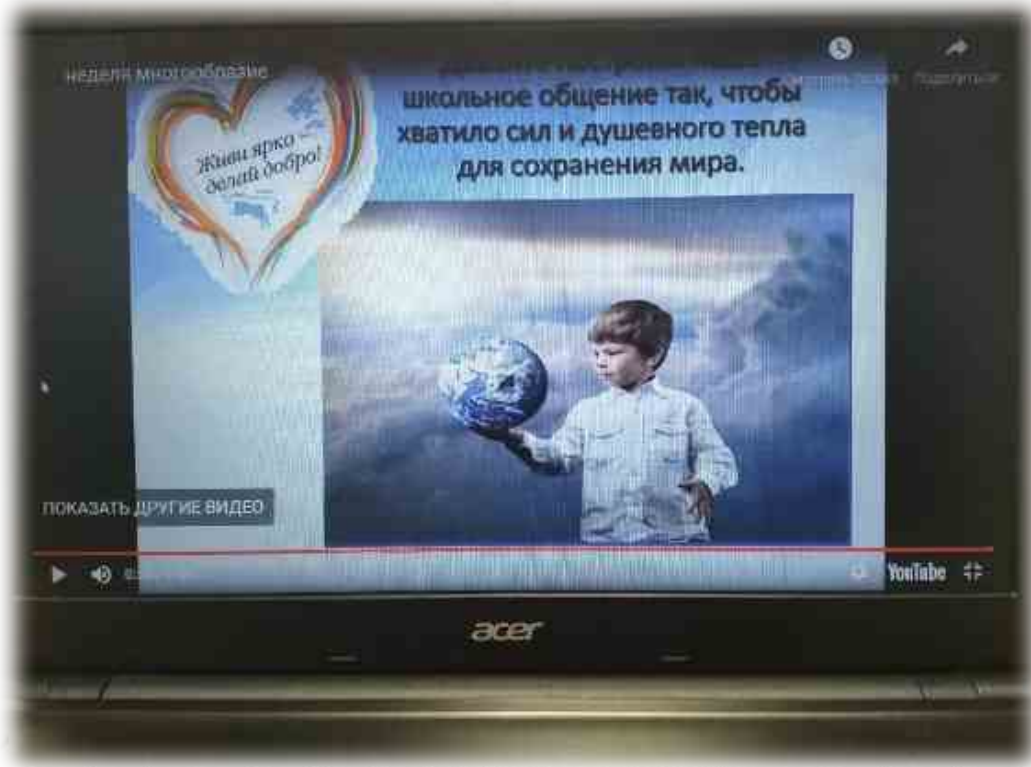 неделя многообразие
школьное общение так, чтобы
хватило сил и душевного тепла
для сохранения мира.
Живи ярко –
делай добро!
Поделиться
ПОКАЗАТЬ ДРУГИЕ ВИДЕО
YouTube
acer